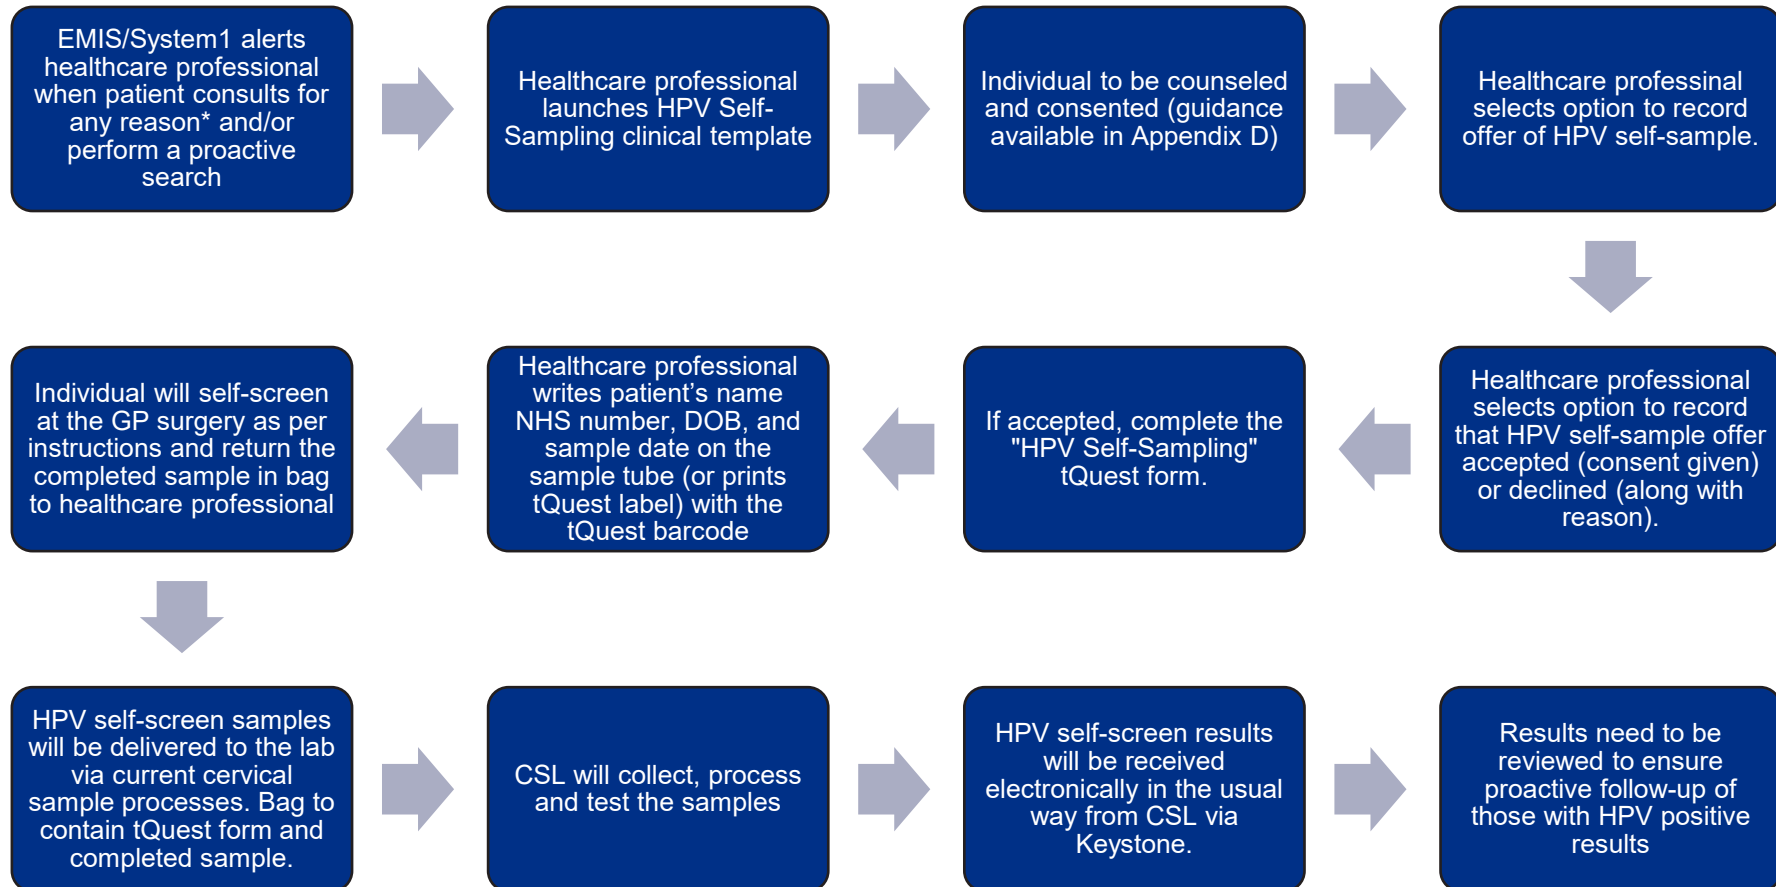 EMIS/System1 alerts
healthcare professional
when patient consults for
any reason* and/or
perform a proactive
search
Healthcare professional
launches HPV Self-
Sampling clinical template
Individual to be counseled
and consented (guidance
available in Appendix D)
Healthcare professinal
selects option to record
offer of HPV self-sample.
Healthcare professional
selects option to record
that HPV self-sample offer
accepted (consent given)
or declined (along with
reason).
If accepted, complete the
"HPV Self-Sampling"
tQuest form.
Healthcare professional
writes patient’s name
NHS number, DOB, and
sample date on the
sample tube (or prints
tQuest label) with the
tQuest barcode
Individual will self-screen
at the GP surgery as per
instructions and return the
completed sample in bag
to healthcare professional
HPV self-screen samples
will be delivered to the lab
via current cervical
sample processes. Bag to
contain tQuest form and
completed sample.
CSL will collect, process
and test the samples
HPV self-screen results
will be received
electronically in the usual
way from CSL via
Keystone.
Results need to be
reviewed to ensure
proactive follow-up of
those with HPV positive
results